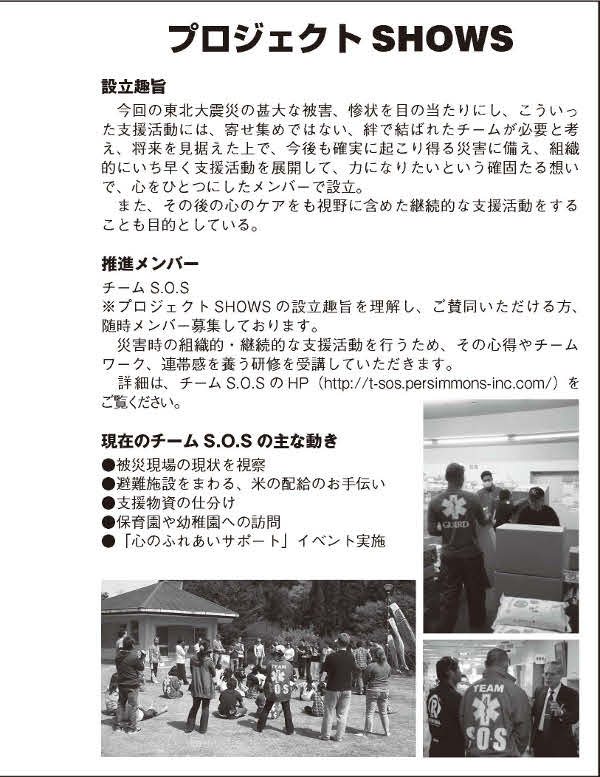 プロジェクト SHOWS
設立趣旨
　今回の東北大震災の甚大な被害、惨状を目の当たりにし、こういっ
た支援活動には、寄せ集めではない、絆で結ばれたチームが必要と考
え、将来を見据えた上で、今後も確実に起こり得る災害に備え、組織
的にいち早く支援活動を展開して、力になりたいという確固たる想い
で、心をひとつにしたメンバーで設立。
　また、その後の心のケアをも視野に含めた継続的な支援活動をする
ことも目的としている。
推進メンバー
チーム S.O.S
※プロジェクト SHOWS の設立趣旨を理解し、ご賛同いただける方、
随時メンバー募集しております。
　災害時の組織的・継続的な支援活動を行うため、その心得やチーム
ワーク、連帯感を養う研修を受講していただきます。
　詳細は、チーム S.O.S の HP（http://t-sos.persimmons-inc.com/）を
ご覧ください。
現在のチーム S.O.S の主な動き
●被災現場の現状を視察
●避難施設をまわる、米の配給のお手伝い
●支援物資の仕分け
●保育園や幼稚園への訪問
●「心のふれあいサポート」イベント実施
GUARD
TEAM
SOS
TEAM
SOS